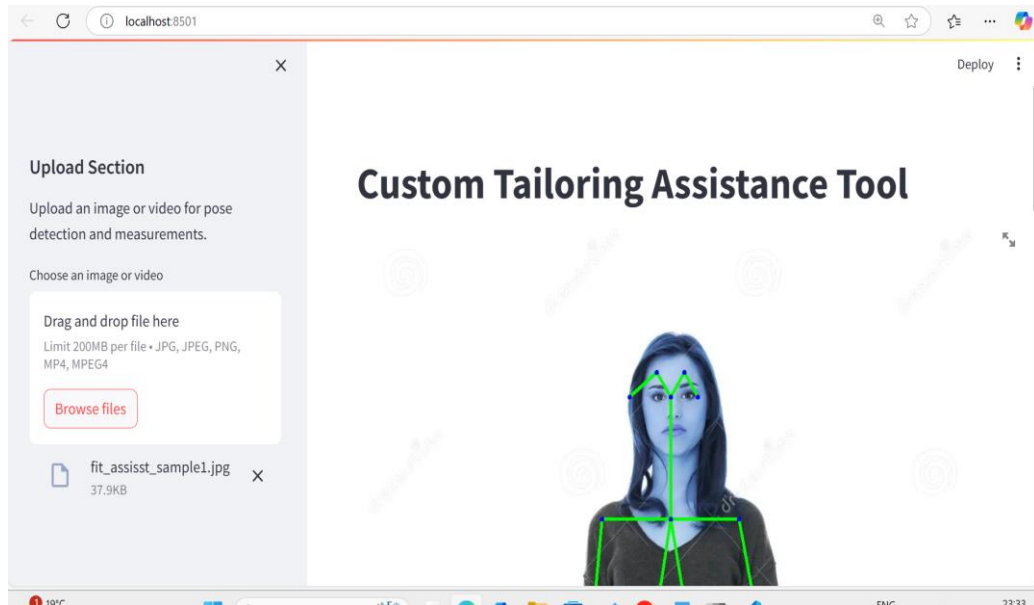 localhost:8501
Deploy
Upload Section
Upload an image or video for pose
detection and measurements.
Choose an image or video
Drag and drop file here
Limit 200MB per file • JPG, JPEG, PNG,
MP4, MPEG4
Browse files
fit_assisst_sample1.jpg
37.9KB
Custom Tailoring Assistance Tool
1
19°C
ENG
23:33